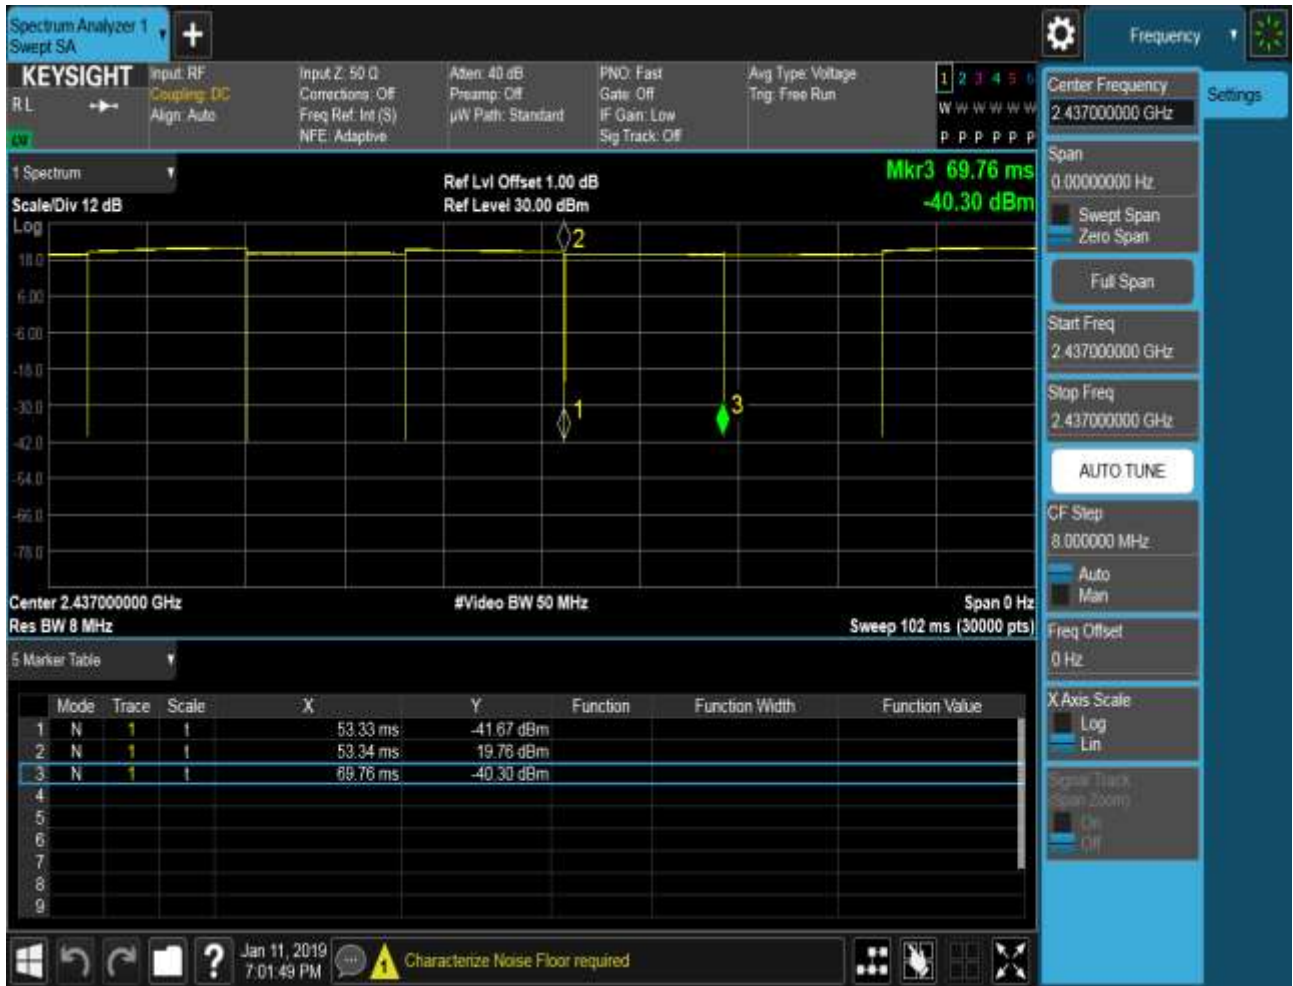 Spectrum Analyzer 1
Swept SA
Frequency
KEYSIGHT
R L
Input: RF
Coupling: DC
Align: Auto
Input Z: 50 Ω
Corrections: Off
Freq Ref: Int (S)
NFE: Adaptive
Atten: 40 dB
Preamp: Off
µW Path: Standard
PNO: Fast
Gate: Off
IF Gain: Low
Sig Track: Off
Avg Type: Voltage
Trig: Free Run
1 2 3 4 5 6
W W W W W W
P P P P P P
Center Frequency
2.437000000 GHz
Settings
Span
0.00000000 Hz
Swept Span
Zero Span
Full Span
Start Freq
2.437000000 GHz
Stop Freq
2.437000000 GHz
AUTO TUNE
CF Step
8.000000 MHz
Auto
Man
Freq Offset
0 Hz
X Axis Scale
Log
Lin
Signal Track
(Span Zoom)
On
Off
1 Spectrum
Scale/Div 12 dB
Log
Ref Lvl Offset 1.00 dB
Ref Level 30.00 dBm
Mkr3 69.76 ms
-40.30 dBm
18.0
6.00
-6.00
-18.0
-30.0
-42.0
-54.0
-66.0
-78.0
2
1
3
Center 2.437000000 GHz
#Video BW 50 MHz
Span 0 Hz
Res BW 8 MHz
Sweep 102 ms (30000 pts)
5 Marker Table
Mode Trace Scale X Y Function Function Width Function Value
1 N 1 t 53.33 ms -41.67 dBm
2 N 1 t 53.34 ms 19.76 dBm
3 N 1 t 69.76 ms -40.30 dBm
4
5
6
7
8
9
?
Jan 11, 2019
7:01:49 PM
1
Characterize Noise Floor required